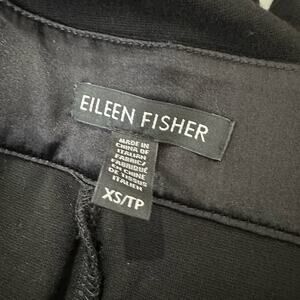 EILEEN FISHER
MADE IN
CHINA OF
ITALIAN
FABRIC/
FABRIQUÉ
EN CHINE
DE TISSUS
ITALIEN
XS/TP